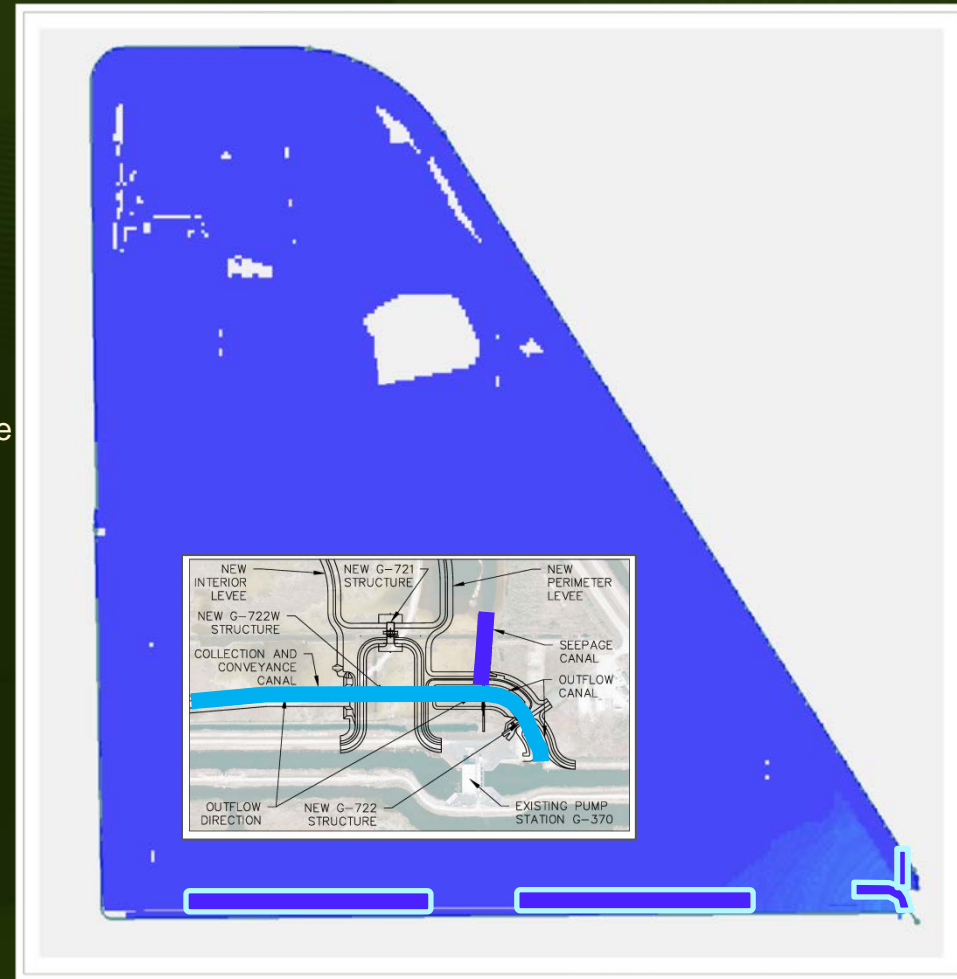 e
NEW
INTERIOR
LEVEE
NEW G-721
STRUCTURE
NEW
PERIMETER
LEVEE
NEW G-722W
STRUCTURE
COLLECTION AND
CONVEYANCE
CANAL
SEEPAGE
CANAL
OUTFLOW
CANAL
OUTFLOW
DIRECTION
NEW G-722
STRUCTURE
EXISTING PUMP
STATION G-370